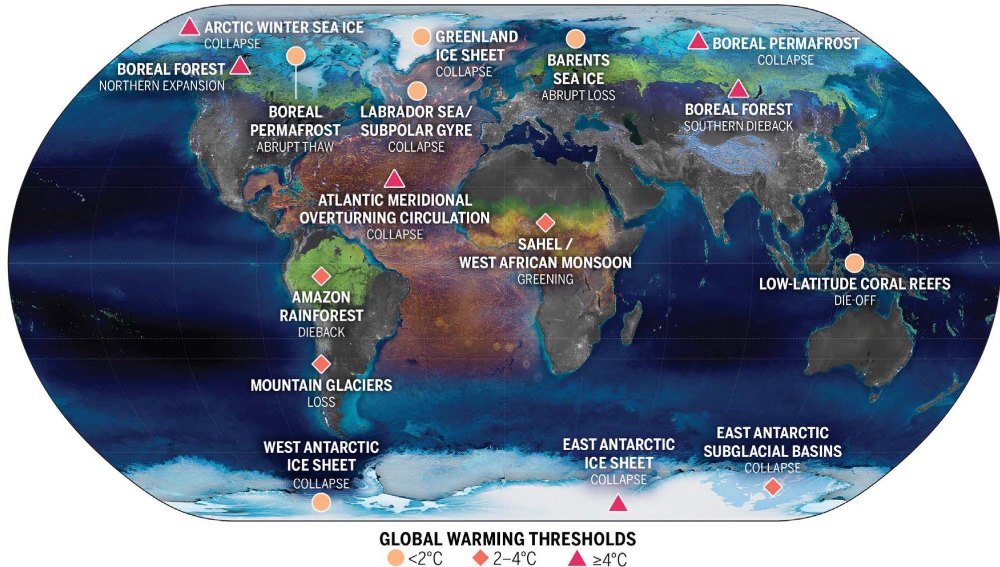 ARCTIC WINTER SEA ICE
COLLAPSE
BOREAL FOREST
NORTHERN EXPANSION
BOREAL
PERMAFROST
ABRUPT THAW
GREENLAND
ICE SHEET
COLLAPSE
LABRADOR SEA/
SUBPOLAR GYRE
COLLAPSE
BARENTS
SEA ICE
ABRUPT LOSS
BOREAL PERMAFROST
COLLAPSE
BOREAL FOREST
SOUTHERN DIEBACK
ATLANTIC MERIDIONAL
OVERTURNING CIRCULATION
COLLAPSE
SAHEL /
WEST AFRICAN MONSOON
GREENING
LOW-LATITUDE CORAL REEFS
DIE-OFF
AMAZON
RAINFOREST
DIEBACK
MOUNTAIN GLACIERS
LOSS
WEST ANTARCTIC
ICE SHEET
COLLAPSE
EAST ANTARCTIC
ICE SHEET
COLLAPSE
EAST ANTARCTIC
SUBGLACIAL BASINS
COLLAPSE
GLOBAL WARMING THRESHOLDS
<2°C 2–4°C ≥4°C